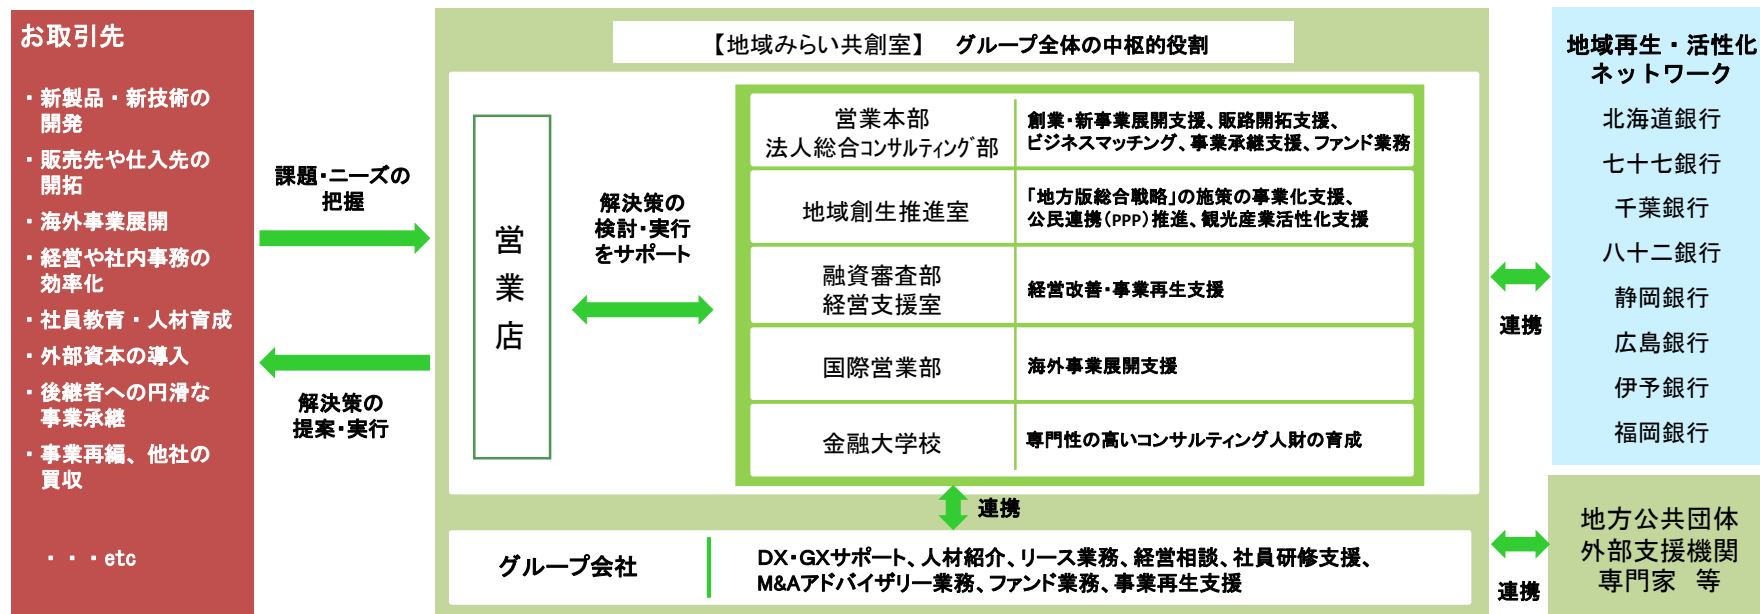 お取引先
・新製品・新技術の
開発
・販売先や仕入先の
開拓
・海外事業展開
・経営や社内事務の
効率化
・社員教育・人材育成
・外部資本の導入
・後継者への円滑な
事業承継
・事業再編、他社の
買収
・・・etc
課題・ニーズの
把握
解決策の
提案・実行
【地域みらい共創室】 グループ全体の中枢的役割
営業店
解決策の
検討・実行
をサポート
営業本部
法人総合コンサルティング部
創業・新事業展開支援、販路開拓支援、
ビジネスマッチング、事業承継支援、ファンド業務
地域創生推進室
「地方版総合戦略」の施策の事業化支援、
公民連携（PPP）推進、観光産業活性化支援
融資審査部
経営支援室
経営改善・事業再生支援
国際営業部
海外事業展開支援
金融大学校
専門性の高いコンサルティング人財の育成
連携
グループ会社
DX・GXサポート、人材紹介、リース業務、経営相談、社員研修支援、
M&Aアドバイザリー業務、ファンド業務、事業再生支援
連携
連携
地域再生・活性化
ネットワーク
北海道銀行
七十七銀行
千葉銀行
八十二銀行
静岡銀行
広島銀行
伊予銀行
福岡銀行
地方公共団体
外部支援機関
専門家 等